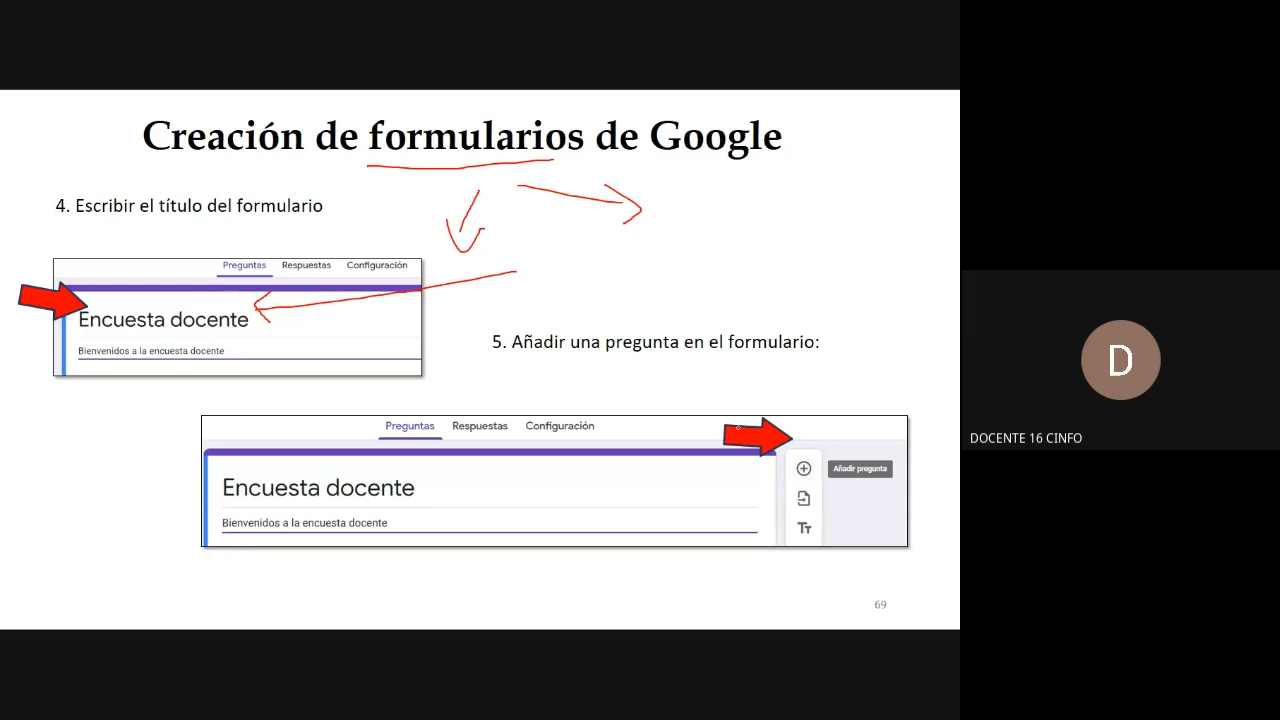 Creación de formularios de Google
4. Escribir el título del formulario
Preguntas Respuestas Configuración
Encuesta docente
Bienvenidos a la encuesta docente
5. Añadir una pregunta en el formulario:
Preguntas Respuestas Configuración
Encuesta docente
Añadir pregunta
Bienvenidos a la encuesta docente
Tт
69
D
DOCENTE 16 CINFO